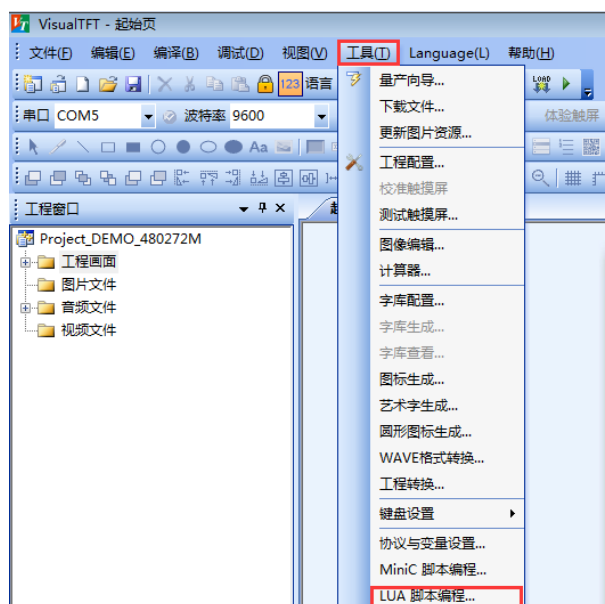 VisualTFT - 起始页
文件(F) 编辑(E) 编译(B) 调试(D) 视图(V) 工具(T) Language(L) 帮助(H)
123 语言 LOAD
串口 COM5 波特率 9600 体验触屏
Aa
工程窗口
Project_DEMO_480272M
工程画面
图片文件
音频文件
视频文件
量产向导...
下载文件...
更新图片资源...
工程配置...
校准触摸屏
测试触摸屏...
图像编辑...
计算器...
字库配置...
字库生成...
字库查看...
图标生成...
艺术字生成...
圆形图标生成...
WAVE格式转换...
工程转换...
键盘设置
协议与变量设置...
MiniC 脚本编程...
LUA 脚本编程...